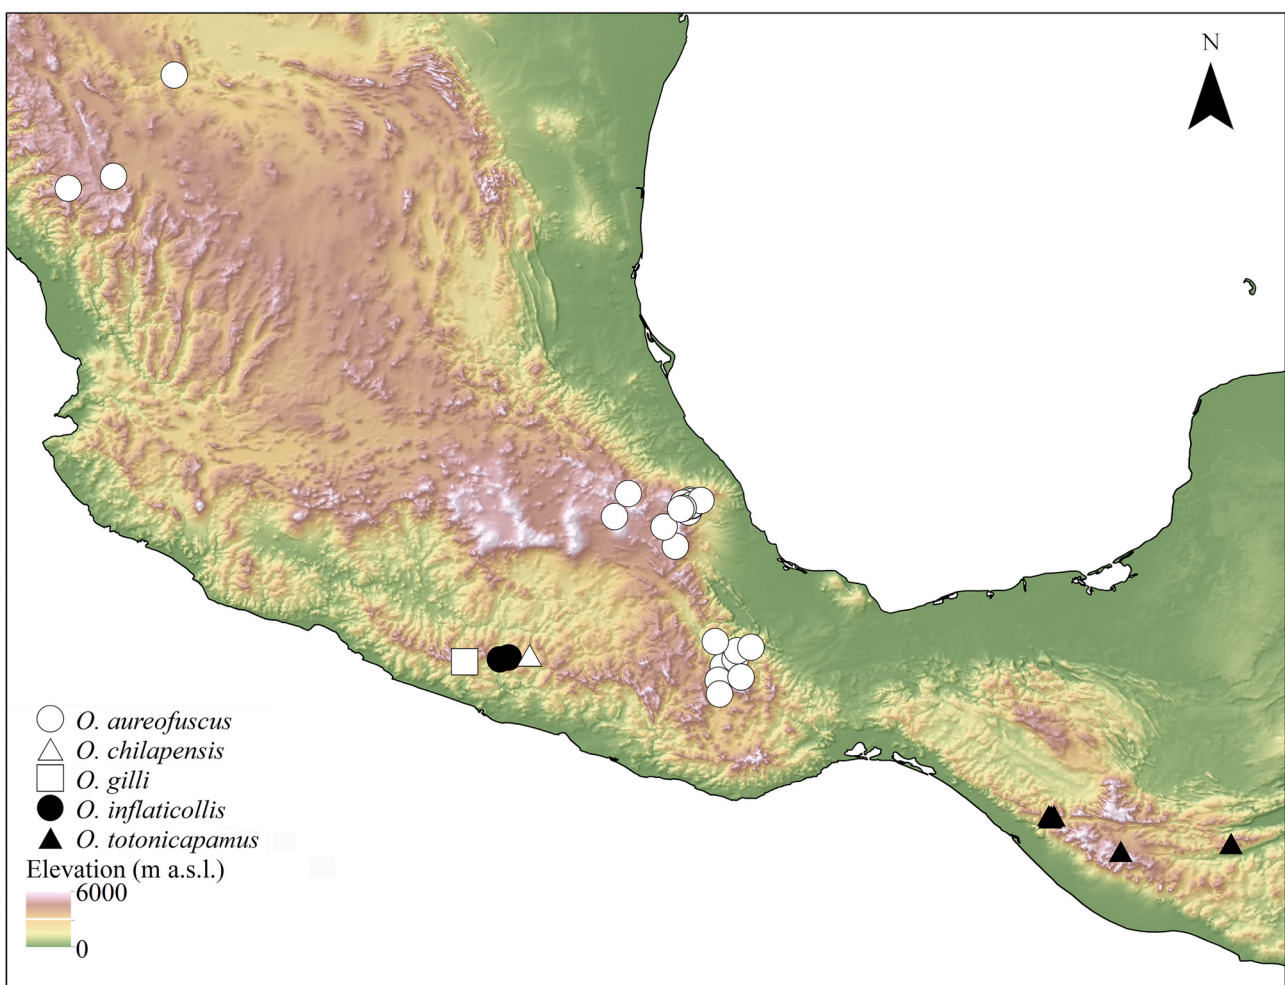 N
O. aureofuscus
O. chilapensis
O. gilli
O. inflaticollis
O. totonicapamus
Elevation (m a.s.l.)
6000
0